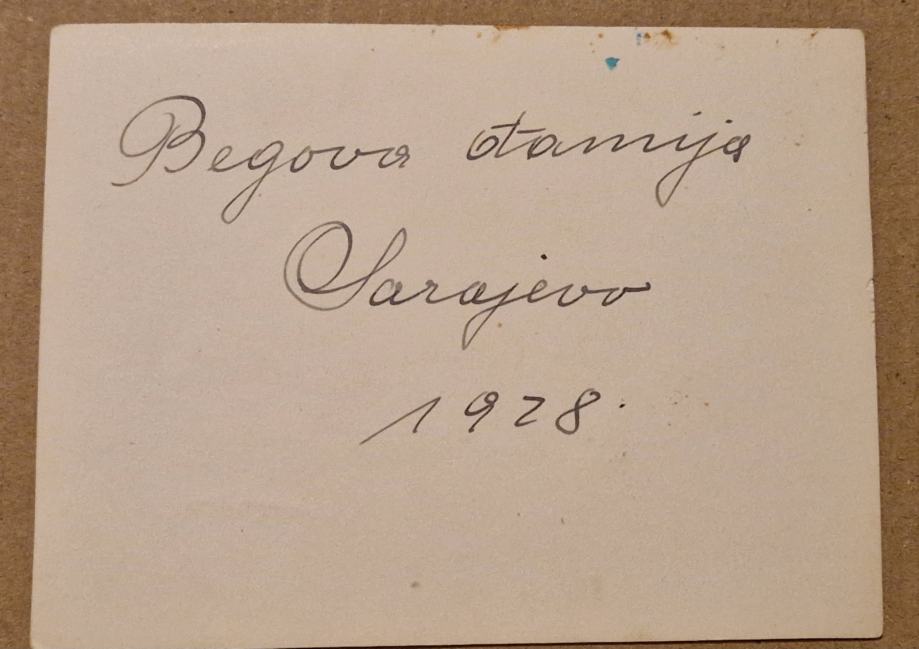 Begova đamija
Sarajevo
1928.